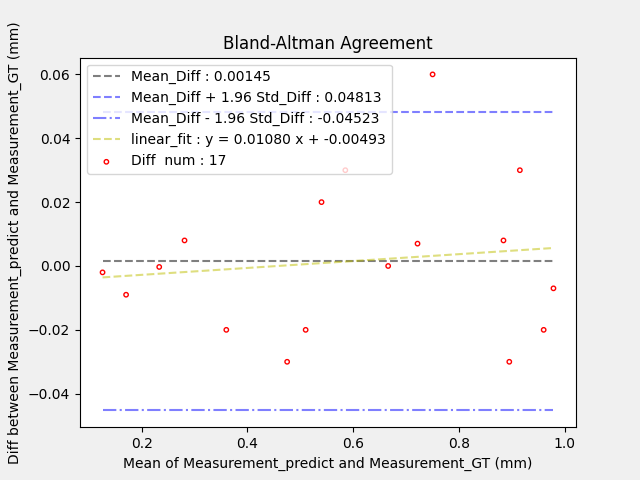 Bland-Altman Agreement
Diff between Measurement_predict and Measurement_GT (mm)
0.06
0.04
0.02
0.00
−0.02
−0.04
Mean_Diff : 0.00145
Mean_Diff + 1.96 Std_Diff : 0.04813
Mean_Diff - 1.96 Std_Diff : -0.04523
linear_fit : y = 0.01080 x + -0.00493
Diff  num : 17
0.2
0.4
0.6
0.8
1.0
Mean of Measurement_predict and Measurement_GT (mm)